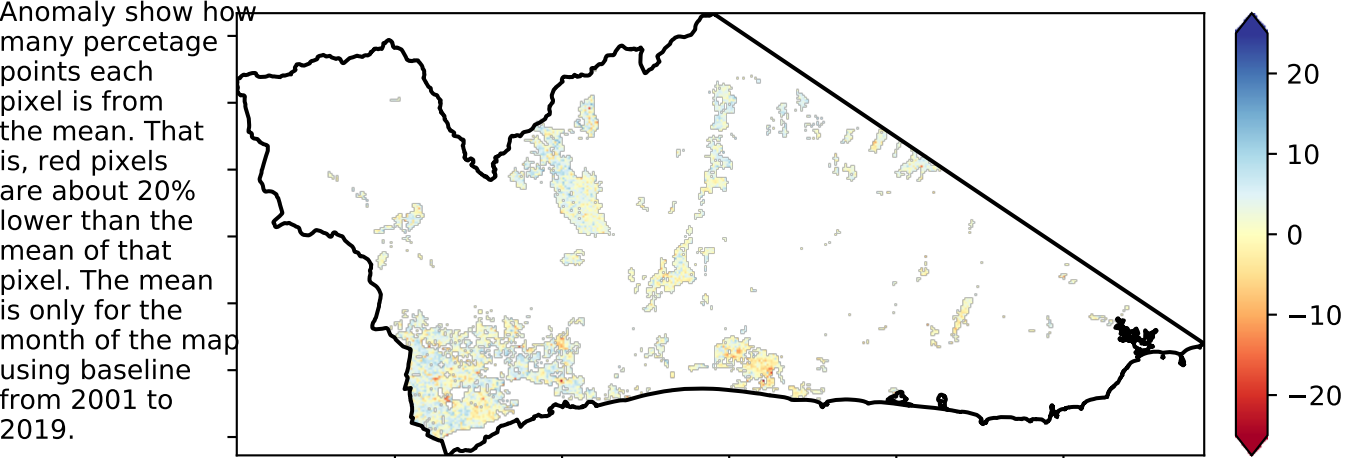 Anomaly show how
many percetage
points each
pixel is from
the mean. That
is, red pixels
are about 20%
lower than the
mean of that
pixel. The mean
is only for the
month of the map
using baseline
from 2001 to
2019.
20
10
0
−10
−20